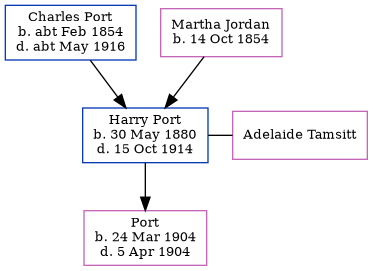 Charles Port
b. abt Feb 1854
d. abt May 1916
Martha Jordan
b. 14 Oct 1854
Harry Port
b. 30 May 1880
d. 15 Oct 1914
Adelaide Tamsitt
Port
b. 24 Mar 1904
d. 5 Apr 1904